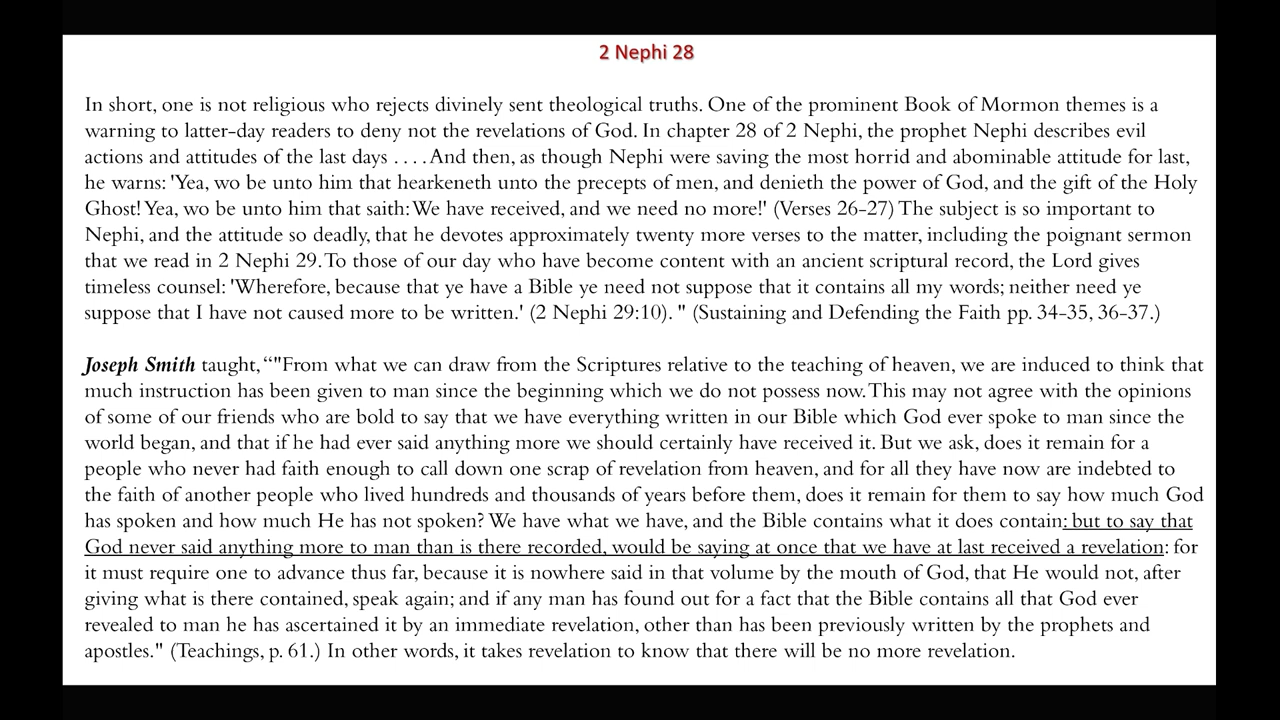 2 Nephi 28
In short, one is not religious who rejects divinely sent theological truths. One of the prominent Book of Mormon themes is a
warning to latter-day readers to deny not the revelations of God. In chapter 28 of 2 Nephi, the prophet Nephi describes evil
actions and attitudes of the last days . . . . And then, as though Nephi were saving the most horrid and abominable attitude for last,
he warns: 'Yea, wo be unto him that hearkeneth unto the precepts of men, and denieth the power of God, and the gift of the Holy
Ghost! Yea, wo be unto him that saith: We have received, and we need no more!' (Verses 26-27) The subject is so important to
Nephi, and the attitude so deadly, that he devotes approximately twenty more verses to the matter, including the poignant sermon
that we read in 2 Nephi 29. To those of our day who have become content with an ancient scriptural record, the Lord gives
timeless counsel: 'Wherefore, because that ye have a Bible ye need not suppose that it contains all my words; neither need ye
suppose that I have not caused more to be written.' (2 Nephi 29:10). " (Sustaining and Defending the Faith pp. 34-35, 36-37.)
Joseph Smith taught, “"From what we can draw from the Scriptures relative to the teaching of heaven, we are induced to think that
much instruction has been given to man since the beginning which we do not possess now. This may not agree with the opinions
of some of our friends who are bold to say that we have everything written in our Bible which God ever spoke to man since the
world began, and that if he had ever said anything more we should certainly have received it. But we ask, does it remain for a
people who never had faith enough to call down one scrap of revelation from heaven, and for all they have now are indebted to
the faith of another people who lived hundreds and thousands of years before them, does it remain for them to say how much God
has spoken and how much He has not spoken? We have what we have, and the Bible contains what it does contain: but to say that
God never said anything more to man than is there recorded, would be saying at once that we have at last received a revelation: for
it must require one to advance thus far, because it is nowhere said in that volume by the mouth of God, that He would not, after
giving what is there contained, speak again; and if any man has found out for a fact that the Bible contains all that God ever
revealed to man he has ascertained it by an immediate revelation, other than has been previously written by the prophets and
apostles." (Teachings, p. 61.) In other words, it takes revelation to know that there will be no more revelation.